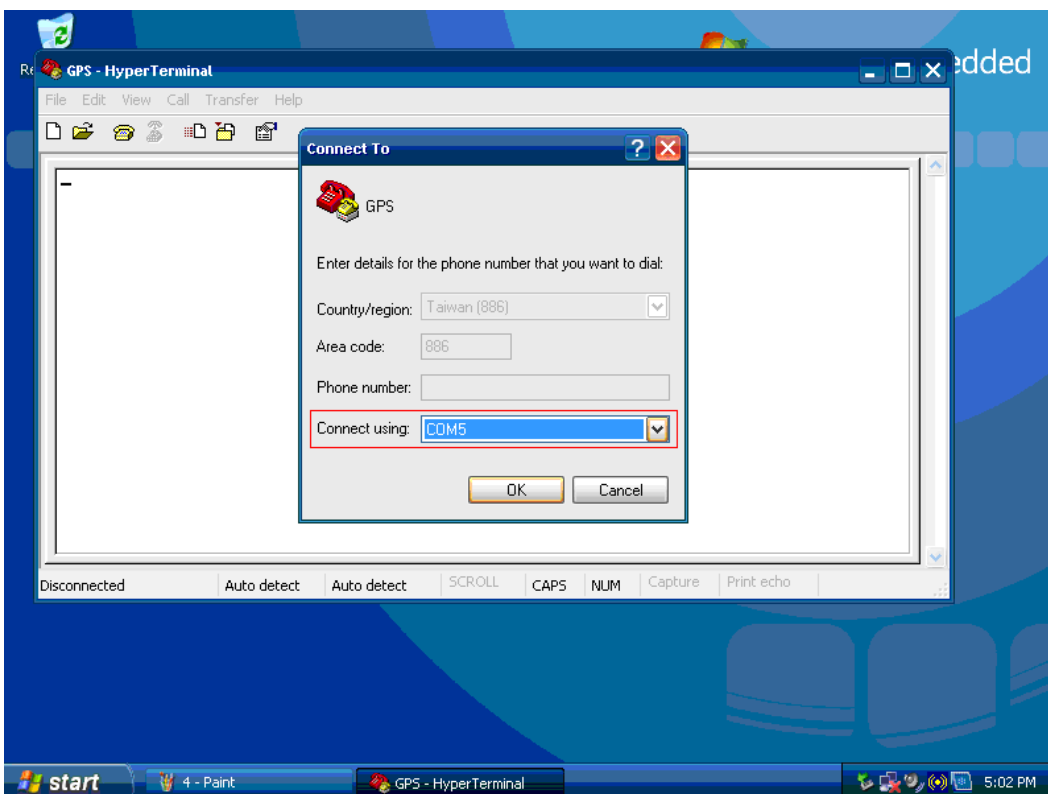 Re
edded
GPS - HyperTerminal
File Edit View Call Transfer Help
Connect To
GPS
Enter details for the phone number that you want to dial:
Country/region: Taiwan (886)
Area code: 886
Phone number:
Connect using: COM5
OK Cancel
Disconnected Auto detect Auto detect SCROLL CAPS NUM Capture Print echo
start 4 - Paint GPS - HyperTerminal 5:02 PM